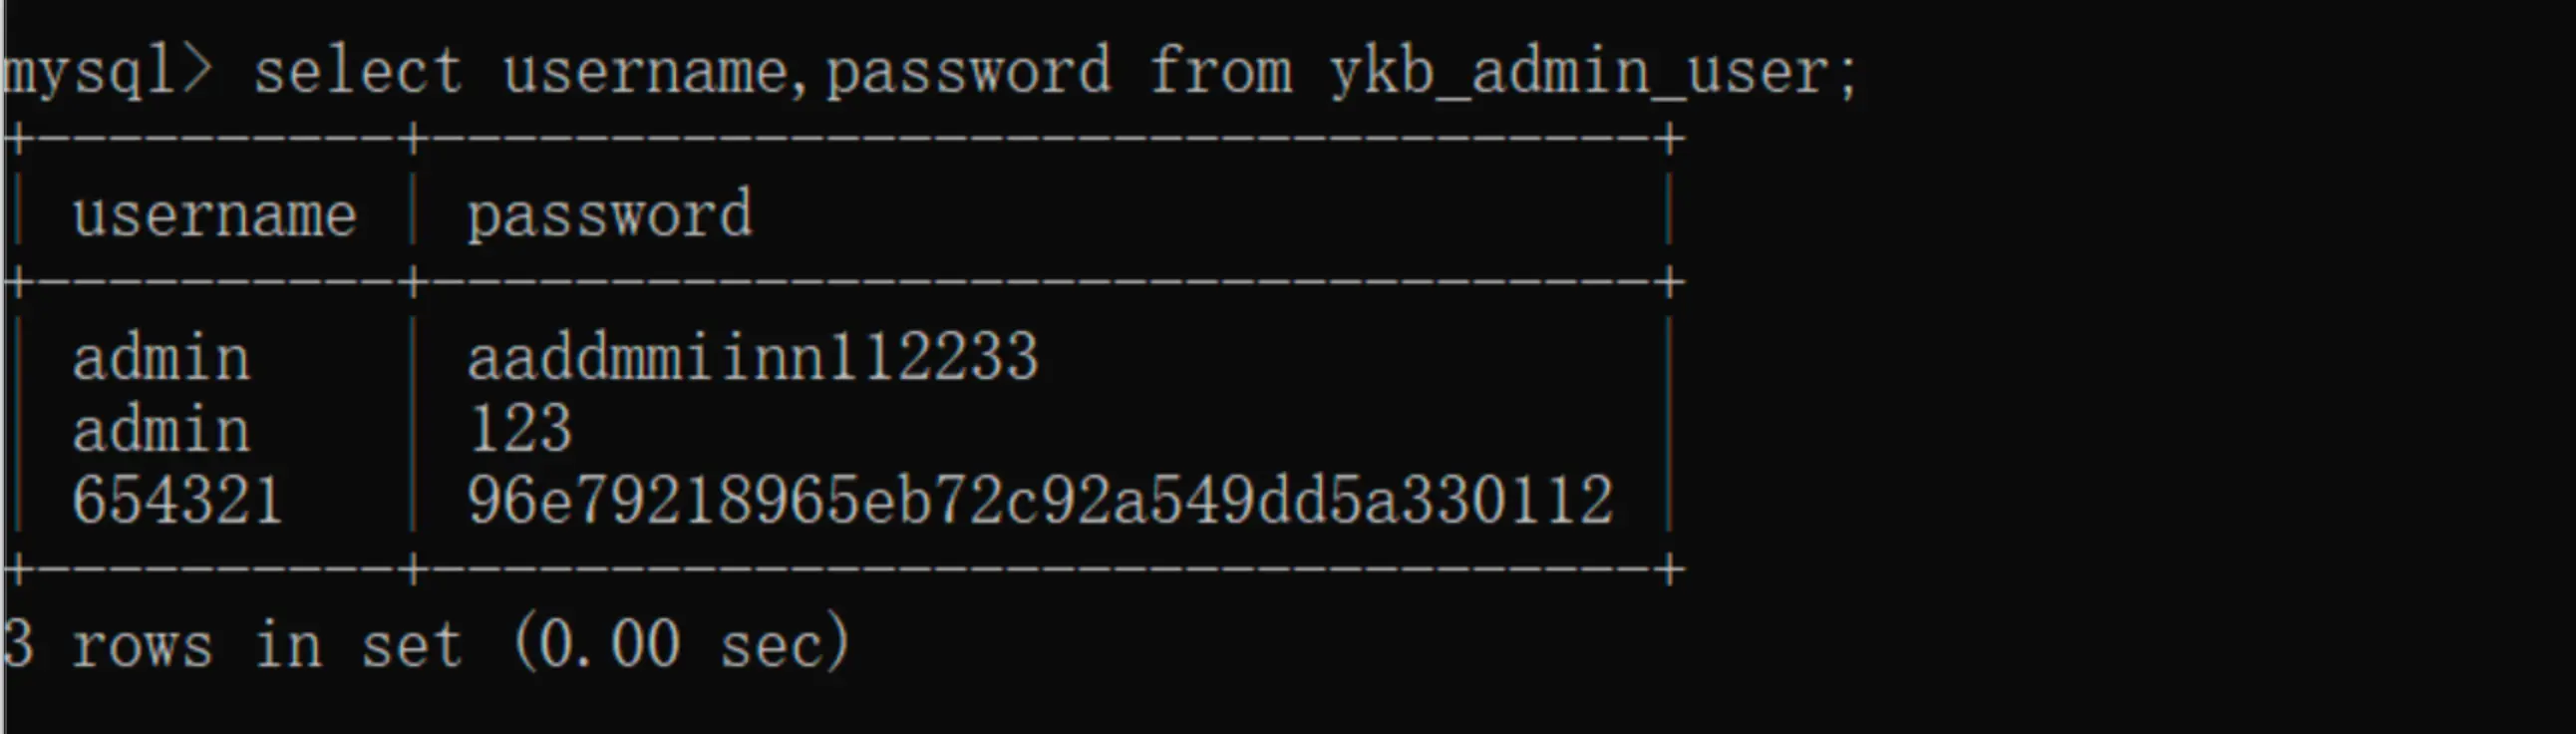 mysql> select username,password from ykb_admin_user;
+----------+----------------------------------+
| username | password                         |
+----------+----------------------------------+
| admin    | aaddmmiinn112233                 |
| admin    | 123                              |
| 654321   | 96e79218965eb72c92a549dd5a330112 |
+----------+----------------------------------+
3 rows in set (0.00 sec)